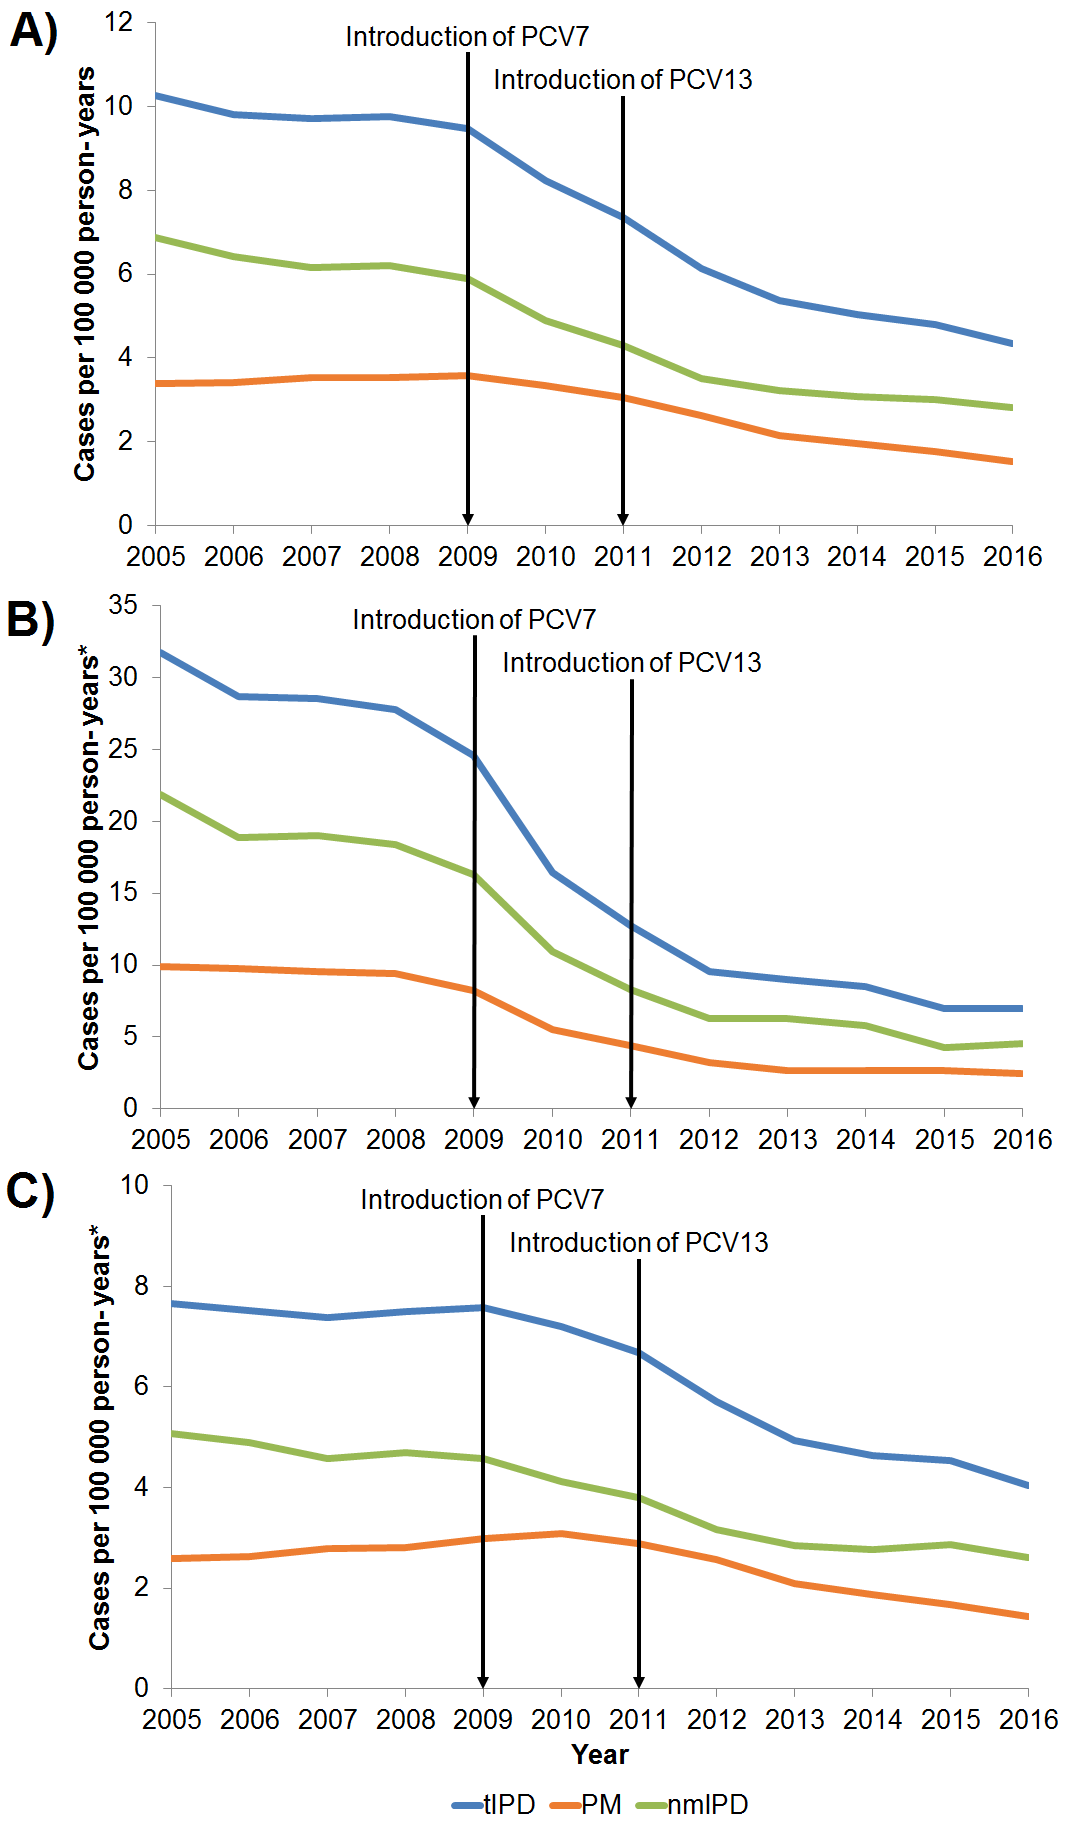 A)
Cases per 100 000 person-years
12
10
8
6
4
2
0
Introduction of PCV7
Introduction of PCV13
2005 2006 2007 2008 2009 2010 2011 2012 2013 2014 2015 2016
B)
Cases per 100 000 person-years*
35
30
25
20
15
10
5
0
Introduction of PCV7
Introduction of PCV13
2005 2006 2007 2008 2009 2010 2011 2012 2013 2014 2015 2016
C)
Cases per 100 000 person-years*
10
8
6
4
2
0
Introduction of PCV7
Introduction of PCV13
2005 2006 2007 2008 2009 2010 2011 2012 2013 2014 2015 2016
Year
tIPD PM nmIPD